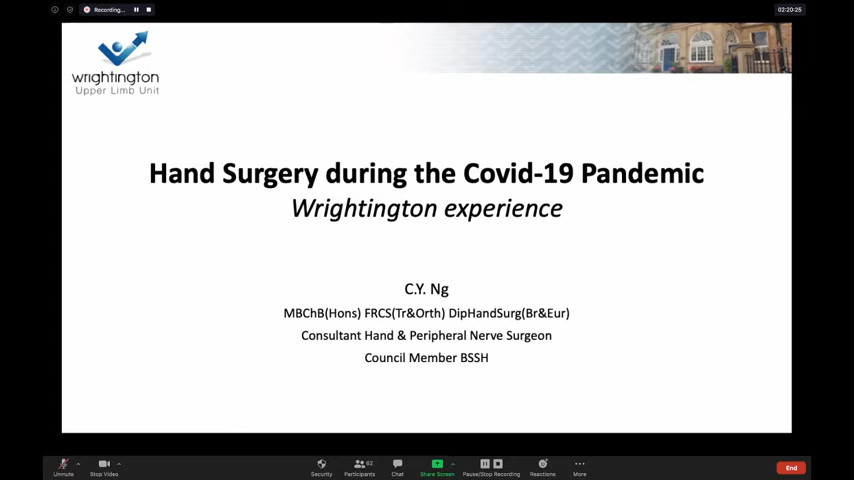 Recording...
02:20:25
wrightington
Upper Limb Unit
Hand Surgery during the Covid-19 Pandemic
Wrightington experience
C.Y. Ng
MBChB(Hons) FRCS(Tr&Orth) DipHandSurg(Br&Eur)
Consultant Hand & Peripheral Nerve Surgeon
Council Member BSSH
62
Unmute Stop Video Security Participants Chat Share Screen Pause/Stop Recording Reactions More End